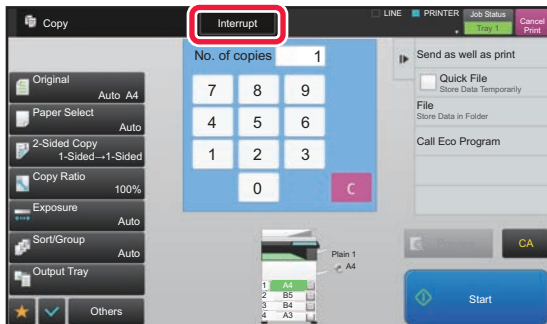 Copy
Interrupt
LINE
PRINTER
Job Status
Tray 1
Cancel
Print
No. of copies
1
Original
Auto A4
Paper Select
Auto
2-Sided Copy
1-Sided→1-Sided
Copy Ratio
100%
Exposure
Auto
Sort/Group
Auto
Output Tray
Others
7 8 9
4 5 6
1 2 3
0 C
Plain 1
A4
1 A4
2 B5
3 B4
4 A3
Send as well as print
Quick File
Store Data Temporarily
File
Store Data in Folder
Call Eco Program
CA
Start